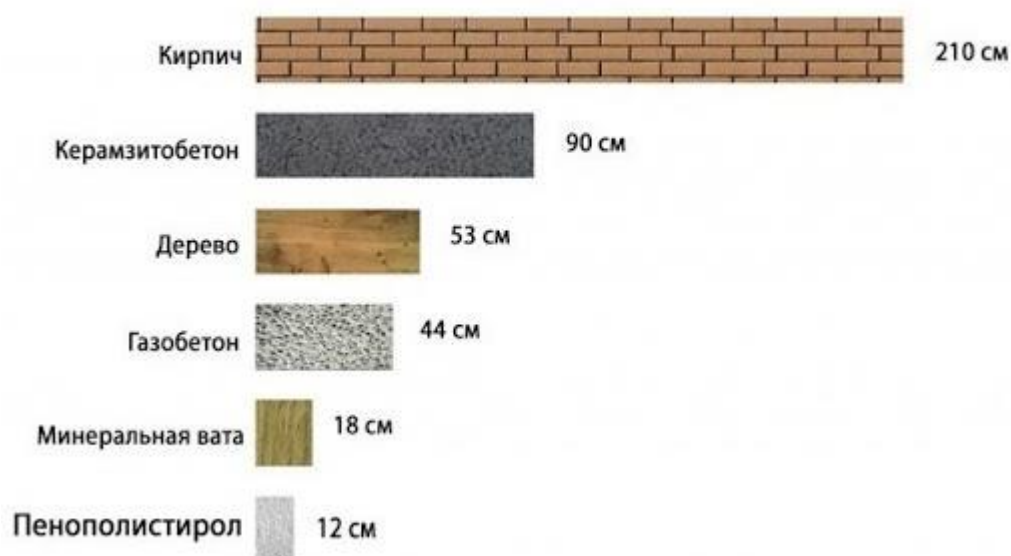 Кирпич 210 см
Керамзитобетон 90 см
Дерево 53 см
Газобетон 44 см
Минеральная вата 18 см
Пенополистирол 12 см